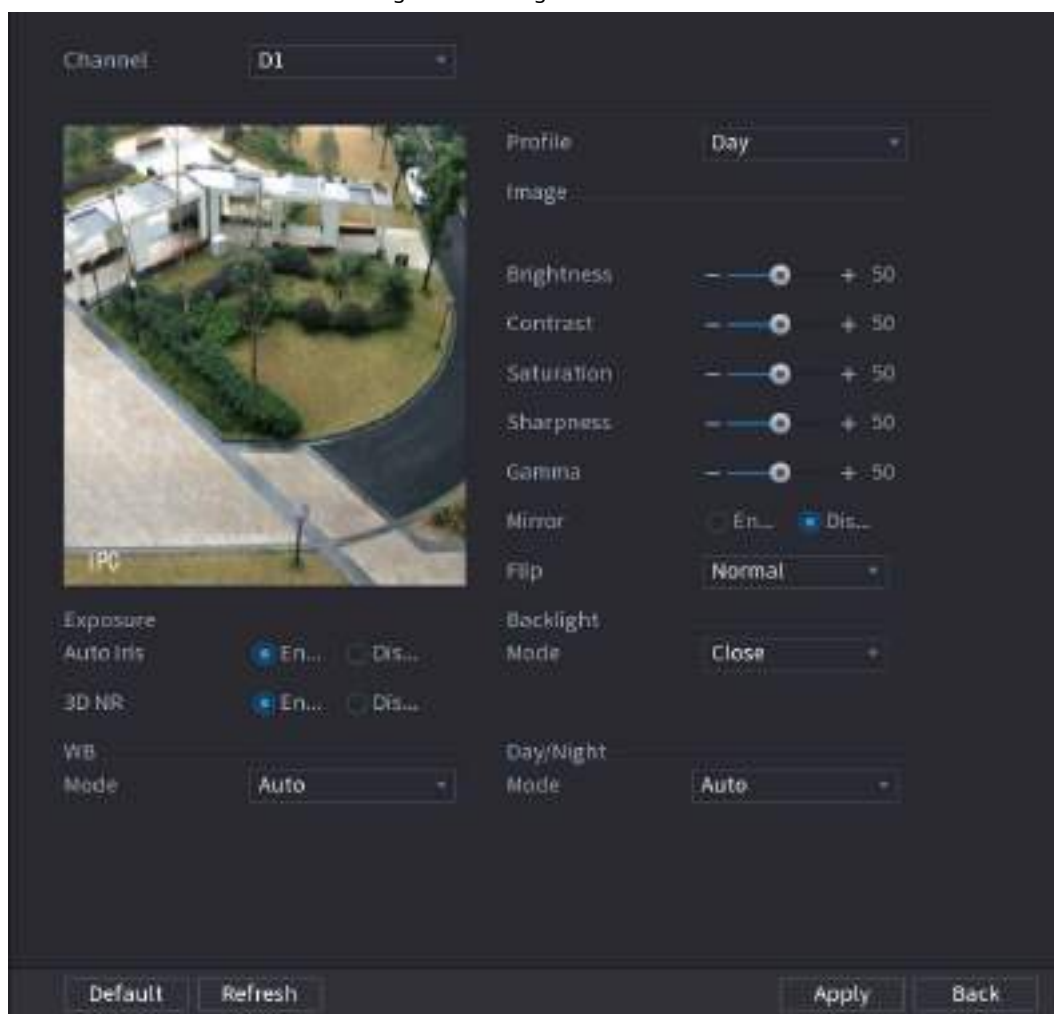 Channel D1
Profile Day
Image
Brightness - + 50
Contrast - + 50
Saturation - + 50
Sharpness - + 50
Gamma - + 50
Mirror En... Dis...
IPC
Flip Normal
Exposure
Auto Iris En... Dis...
3D NR En... Dis...
Backlight
Mode Close
WB
Mode Auto
Day/Night
Mode Auto
Default Refresh Apply Back